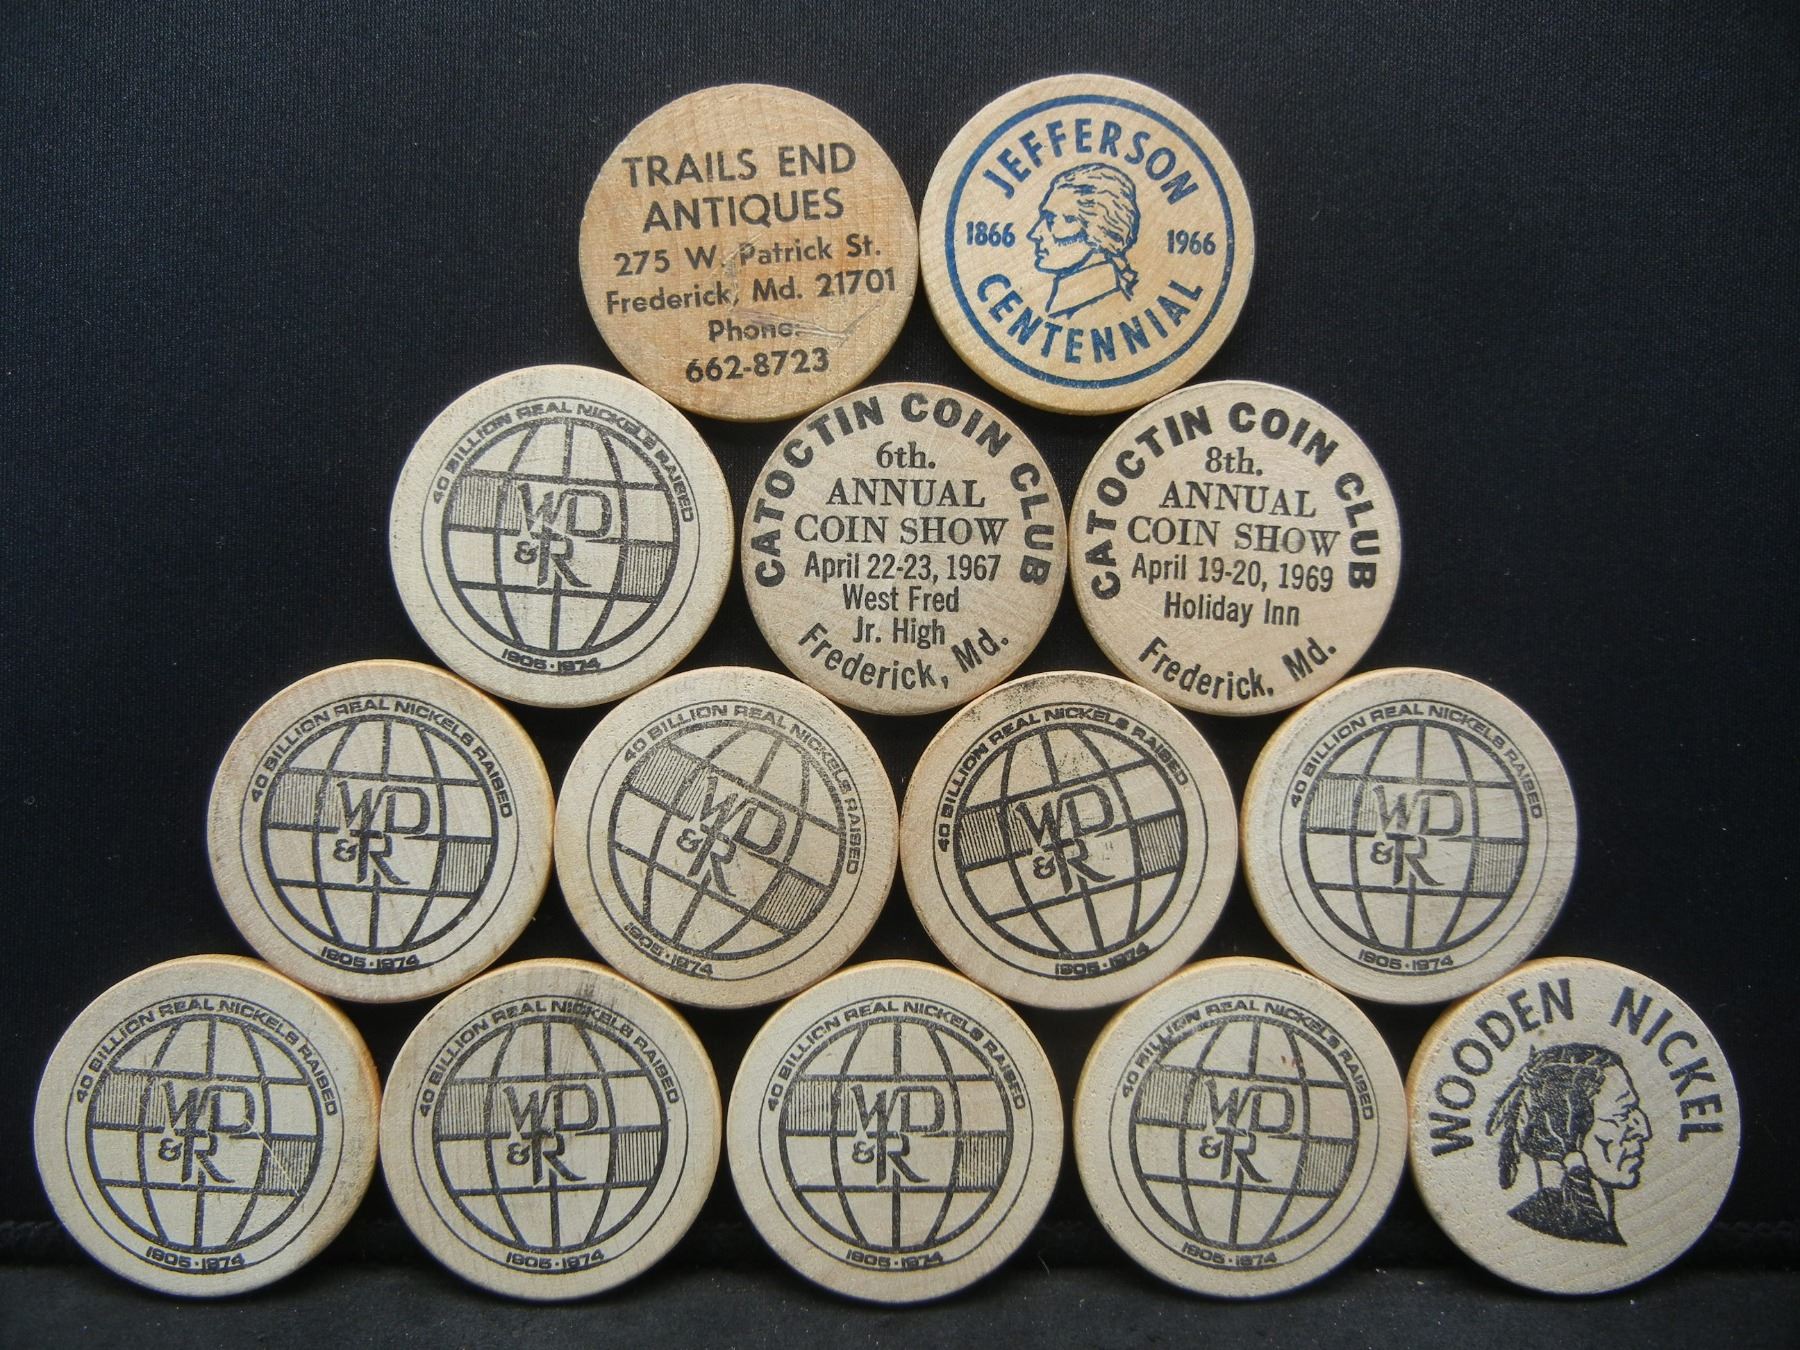 TRAILS END
ANTIQUES
275 W. Patrick St.
Frederick, Md. 21701
Phone:
662-8723
JEFFERSON
1866 1966
CENTENNIAL
40 BILLION REAL NICKELS RAISED
WD
&R
1905·1974
CATOCTIN COIN CLUB
6th.
ANNUAL
COIN SHOW
April 22-23, 1967
West Fred
Jr. High
Frederick, Md.
CATOCTIN COIN CLUB
8th.
ANNUAL
COIN SHOW
April 19-20, 1969
Holiday Inn
Frederick, Md.
40 BILLION REAL NICKELS RAISED
WD
&R
1905·1974
40 BILLION REAL NICKELS RAISED
WD
&R
1905·1974
40 BILLION REAL NICKELS RAISED
WD
&R
1905·1974
40 BILLION REAL NICKELS RAISED
WD
&R
1905·1974
40 BILLION REAL NICKELS RAISED
WD
&R
1905·1974
40 BILLION REAL NICKELS RAISED
WD
&R
1905·1974
40 BILLION REAL NICKELS RAISED
WD
&R
1905·1974
40 BILLION REAL NICKELS RAISED
WD
&R
1905·1974
WOODEN NICKEL